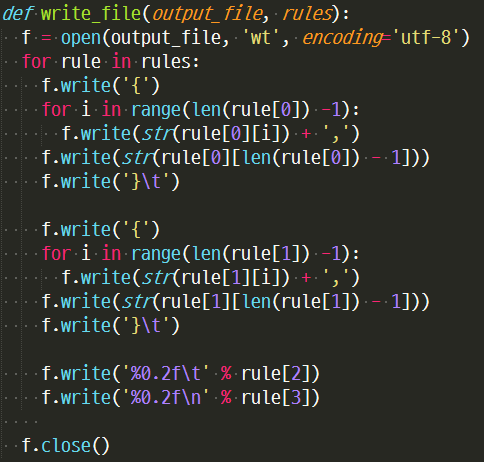 def write_file(output_file, rules):
  f = open(output_file, 'wt', encoding='utf-8')
  for rule in rules:
    f.write('{')
    for i in range(len(rule[0]) -1):
      f.write(str(rule[0][i]) + ',')
    f.write(str(rule[0][len(rule[0]) - 1]))
    f.write('}\t')

    f.write('{')
    for i in range(len(rule[1]) -1):
      f.write(str(rule[1][i]) + ',')
    f.write(str(rule[1][len(rule[1]) - 1]))
    f.write('}\t')

    f.write('%0.2f\t' % rule[2])
    f.write('%0.2f\n' % rule[3])

  f.close()